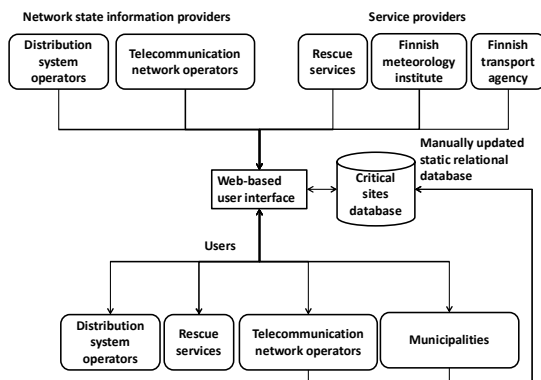 Network state information providers
Service providers
Distribution
system
operators
Telecommunication
network operators
Rescue
services
Finnish
meteorology
institute
Finnish
transport
agency
Manually updated
static relational
database
Web-based
user interface
Critical
sites
database
Users
Distribution
system
operators
Rescue
services
Telecommunication
network operators
Municipalities